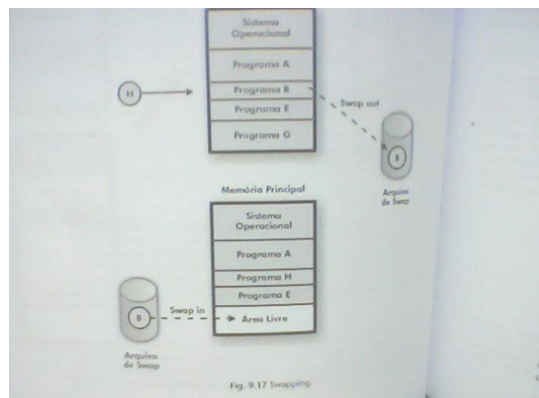 Sistema
Operacional
Programa A
H
Programa B
Programa E
Swap out
Programa G
B
Arquivo
de Swap
Memória Principal
Sistema
Operacional
Programa A
Programa H
Programa E
B
Swap in
Área Livre
Arquivo
de Swap
Fig. 9.17 Swapping.